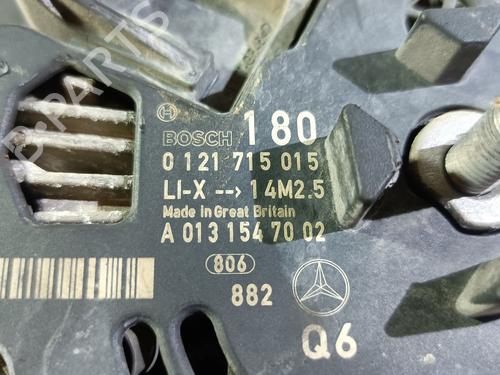 BOSCH 180
0 121 715 015
LI-X --> 14M2.5
Made in Great Britain
A 013 154 70 02
806
882
Q6